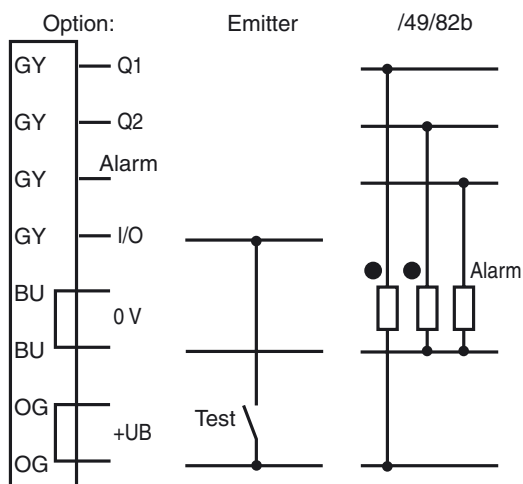 Option: Emitter /49/82b
GY Q1
GY Q2
GY Alarm
GY I/O
BU
0 V
BU
OG
+UB
OG
Test
Alarm